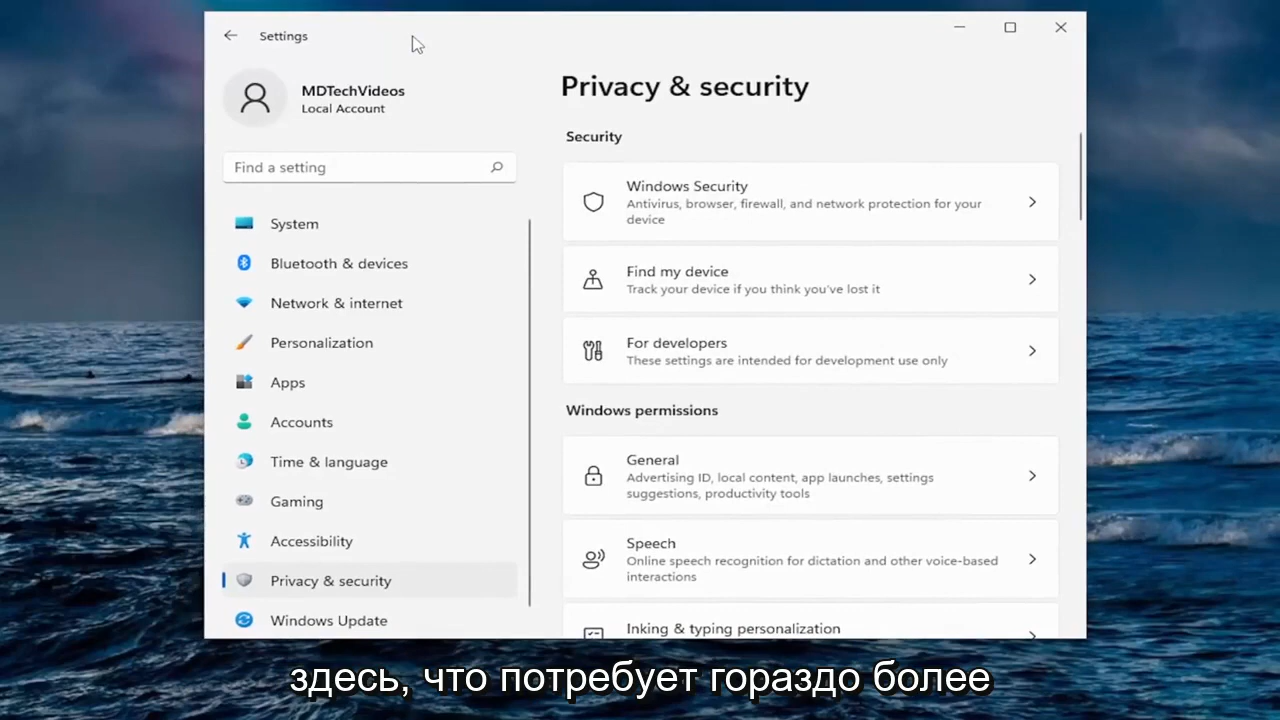 Settings
MDTechVideos
Local Account
Find a setting
System
Bluetooth & devices
Network & internet
Personalization
Apps
Accounts
Time & language
Gaming
Accessibility
Privacy & security
Windows Update
Privacy & security
Security
Windows Security
Antivirus, browser, firewall, and network protection for your
device
Find my device
Track your device if you think you've lost it
For developers
These settings are intended for development use only
Windows permissions
General
Advertising ID, local content, app launches, settings
suggestions, productivity tools
Speech
Online speech recognition for dictation and other voice-based
interactions
Inking & typing personalization
здесь, что потребует гораздо более